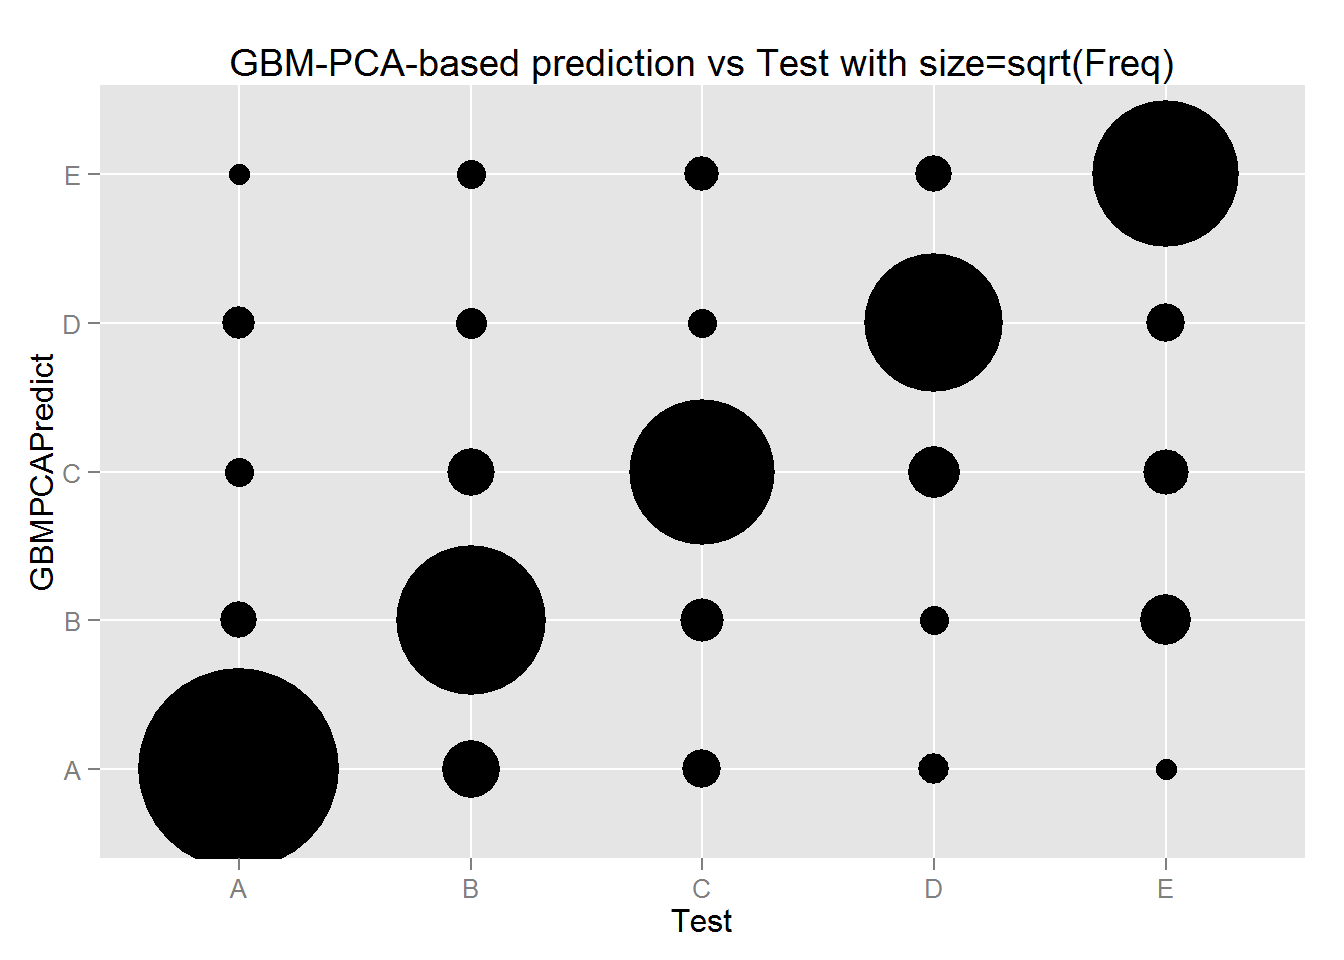 GBM-PCA-based prediction vs Test with size=sqrt(Freq)
GBMPCAPredict
E
D
C
B
A
A B C D E
Test